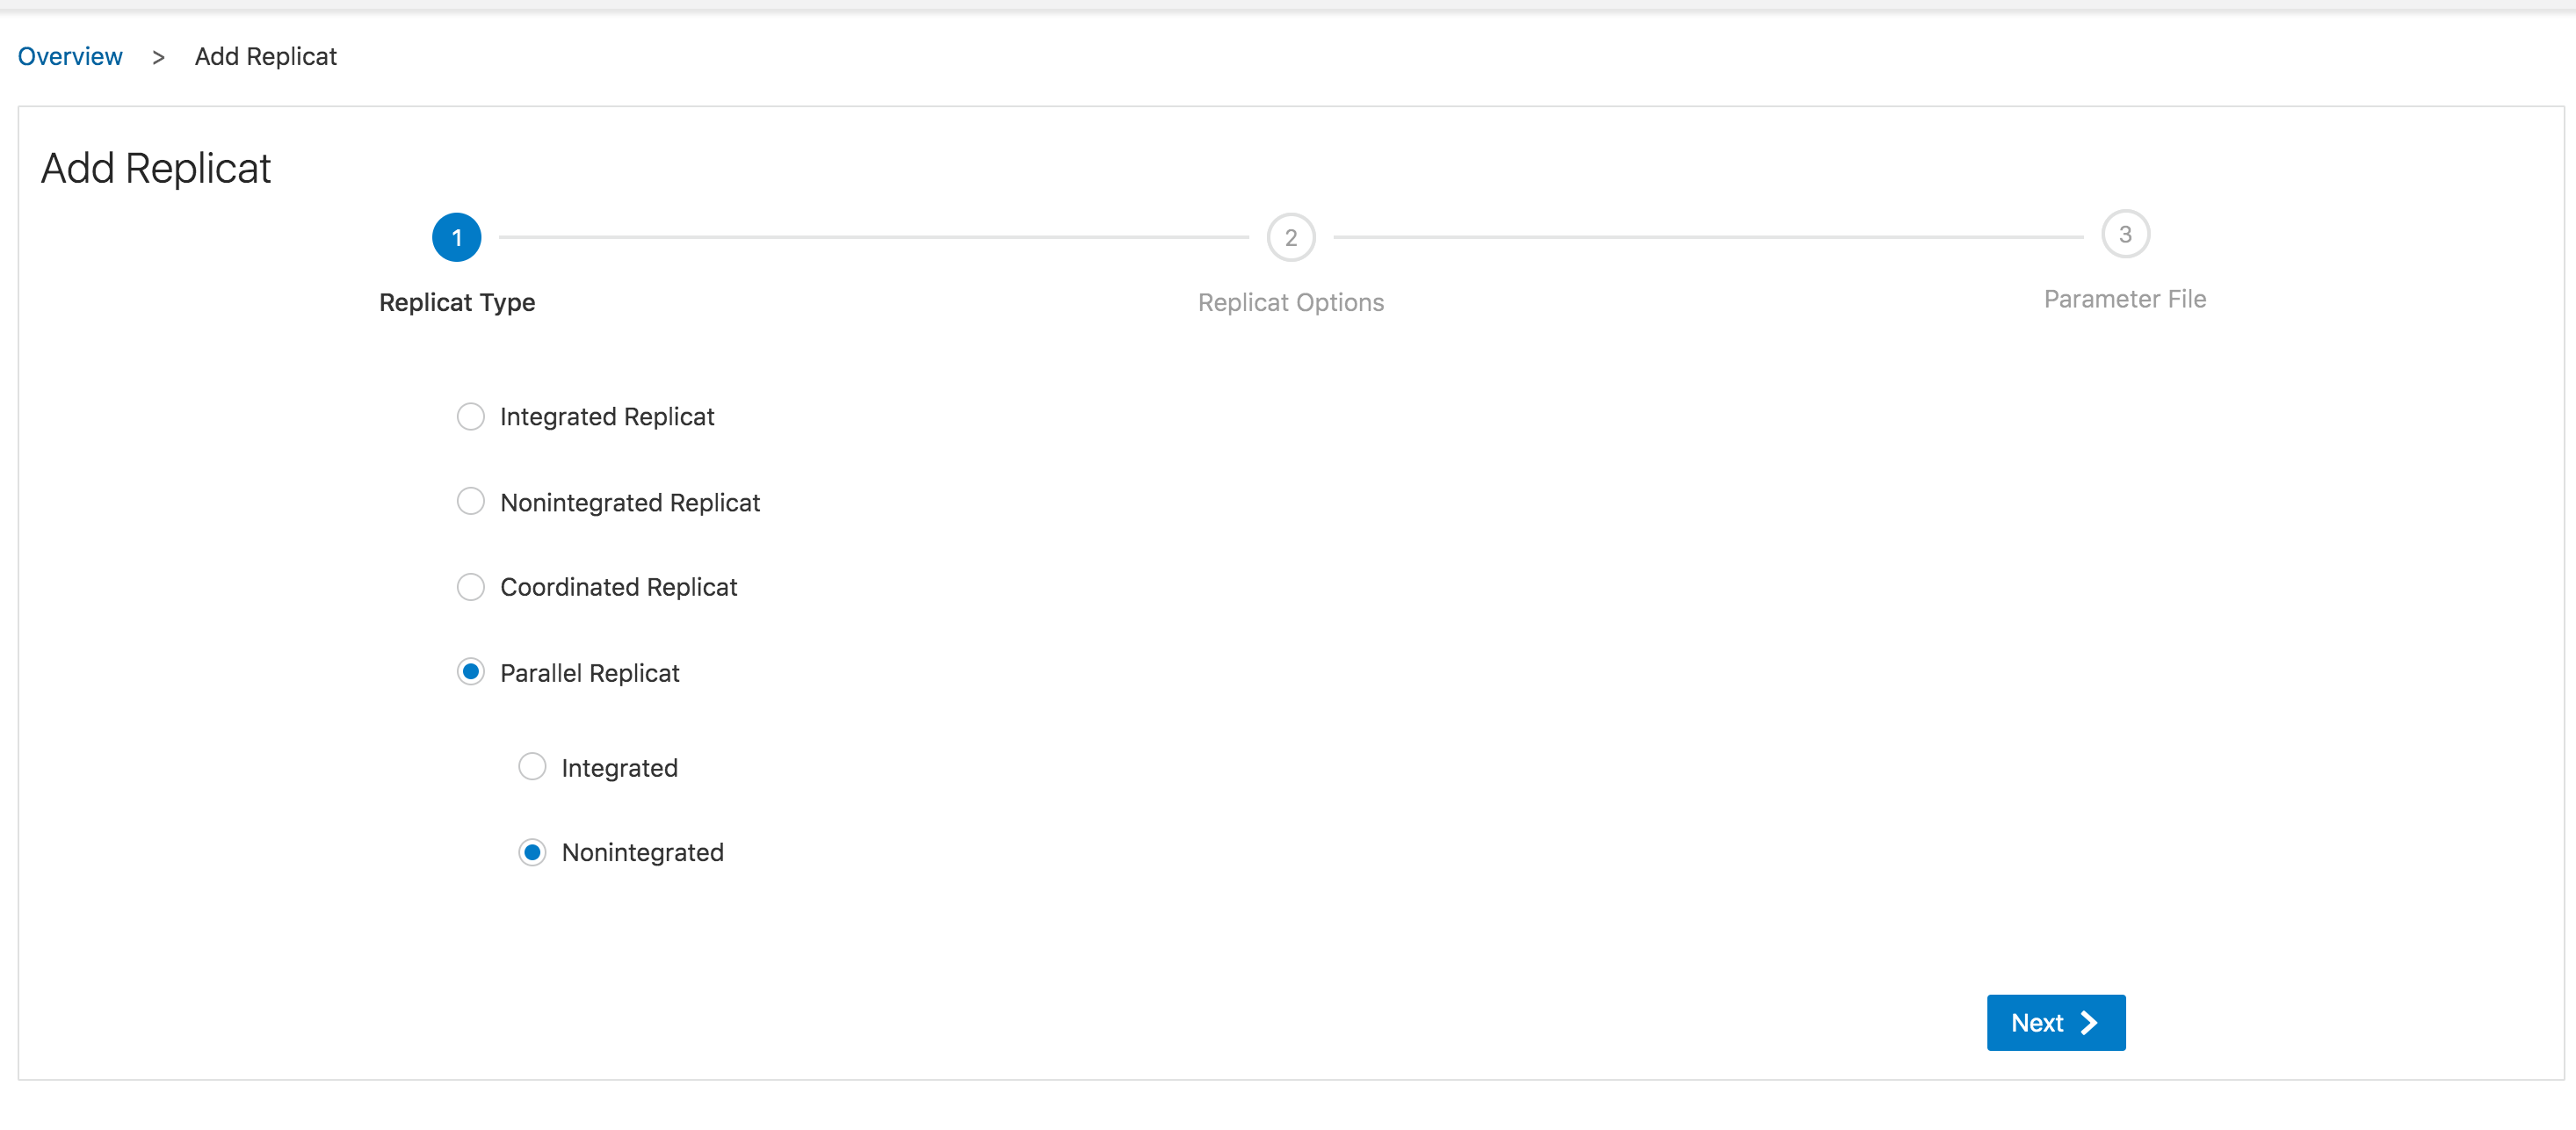 Overview > Add Replicat
Add Replicat
1
2
3
Replicat Type
Replicat Options
Parameter File
Integrated Replicat
Nonintegrated Replicat
Coordinated Replicat
Parallel Replicat
Integrated
Nonintegrated
Next